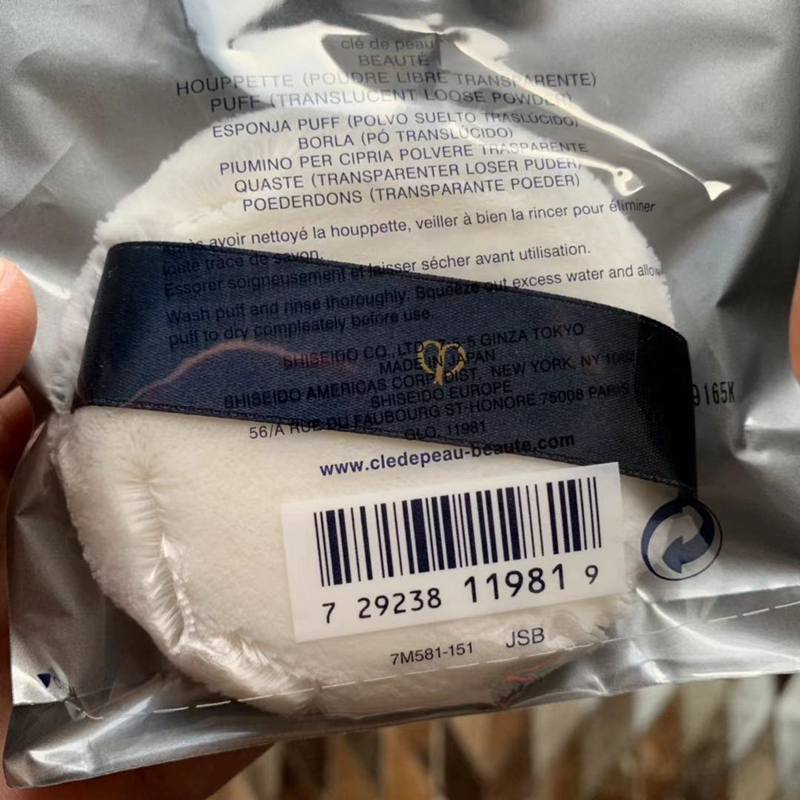 clé de peau
BEAUTÉ
HOUPPETTE (POUDRE LIBRE TRANSPARENTE)
PUFF (TRANSLUCENT LOOSE POWDER)
ESPONJA PUFF (POLVO SUELTO TRASLÚCIDO)
BORLA (PÓ TRANSLÚCIDO)
PIUMINO PER CIPRIA POLVERE TRASPARENTE
QUASTE (TRANSPARENTER LOSER PUDER)
POEDERDONS (TRANSPARANTE POEDER)
avoir nettoyé la houppette, veiller à bien la rincer pour éliminer
toute trace de savon.
Essorer soigneusement et laisser sécher avant utilisation.
Wash puff and rinse thoroughly. Squeeze out excess water and allow
puff to dry compleately before use.
SHISEIDO CO., LTD. 7-5-5 GINZA TOKYO
MADE IN JAPAN
SHISEIDO AMERICAS CORP. DIST. NEW YORK, NY
SHISEIDO EUROPE
56/A RUE DU FAUBOURG ST-HONORE 75008 PARIS
GLO. 11981
www.cledepeau-beaute.com
9165K
7 29238 11981 9
7M581-151 JSB